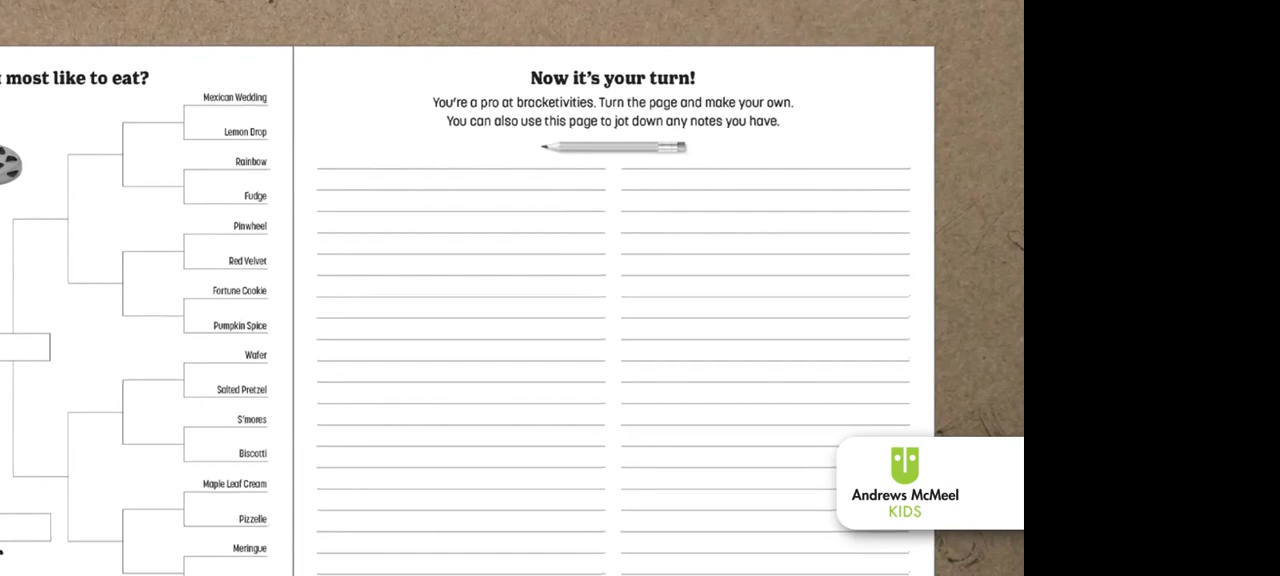 most like to eat?
Mexican Wedding
Lemon Drop
Rainbow
Fudge
Pinwheel
Red Velvet
Fortune Cookie
Pumpkin Spice
Wafer
Salted Pretzel
S'mores
Biscotti
Maple Leaf Cream
Pizzelle
Meringue
Now it's your turn!
You're a pro at bracketivities. Turn the page and make your own.
You can also use this page to jot down any notes you have.
Andrews McMeel
KIDS